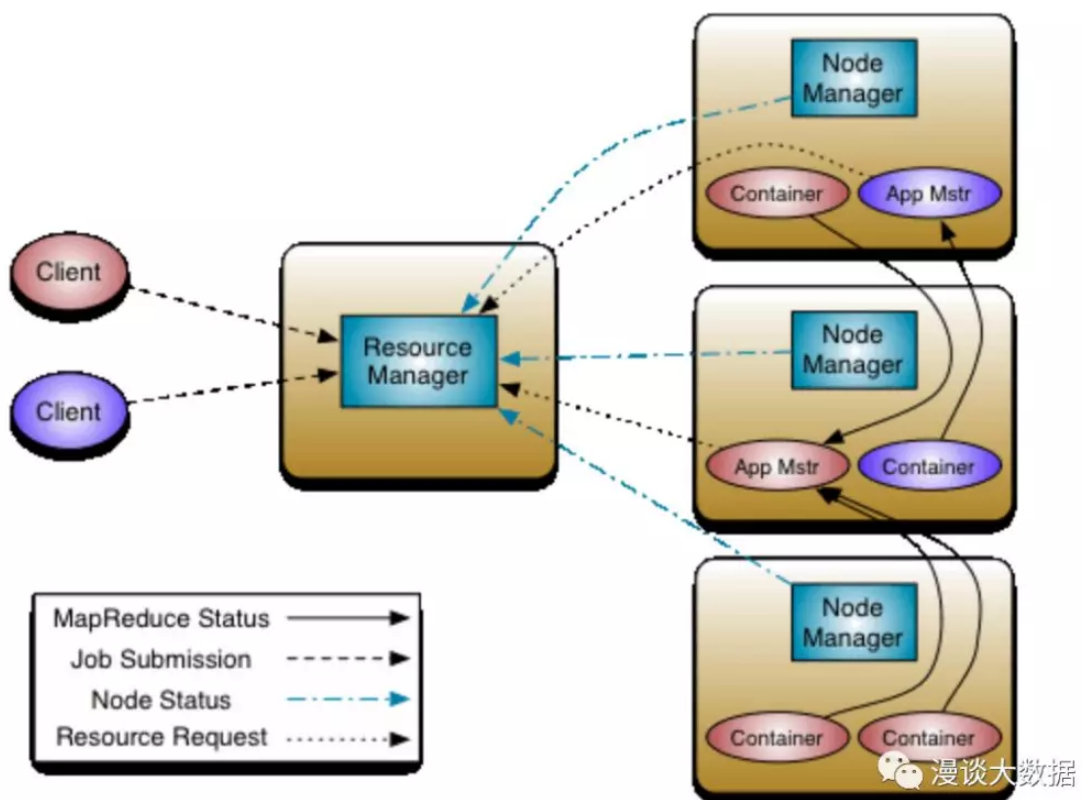 Node
Manager
Container
App Mstr
Client
Resource
Manager
Client
Node
Manager
App Mstr
Container
MapReduce Status
Job Submission
Node Status
Resource Request
Node
Manager
Container
Container
漫谈大数据